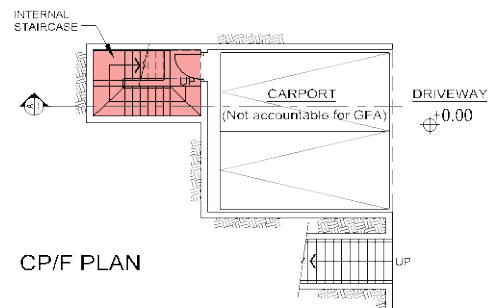 INTERNAL
STAIRCASE
UP
CARPORT
(Not accountable for GFA)
DRIVEWAY
+0.00
UP
CP/F PLAN